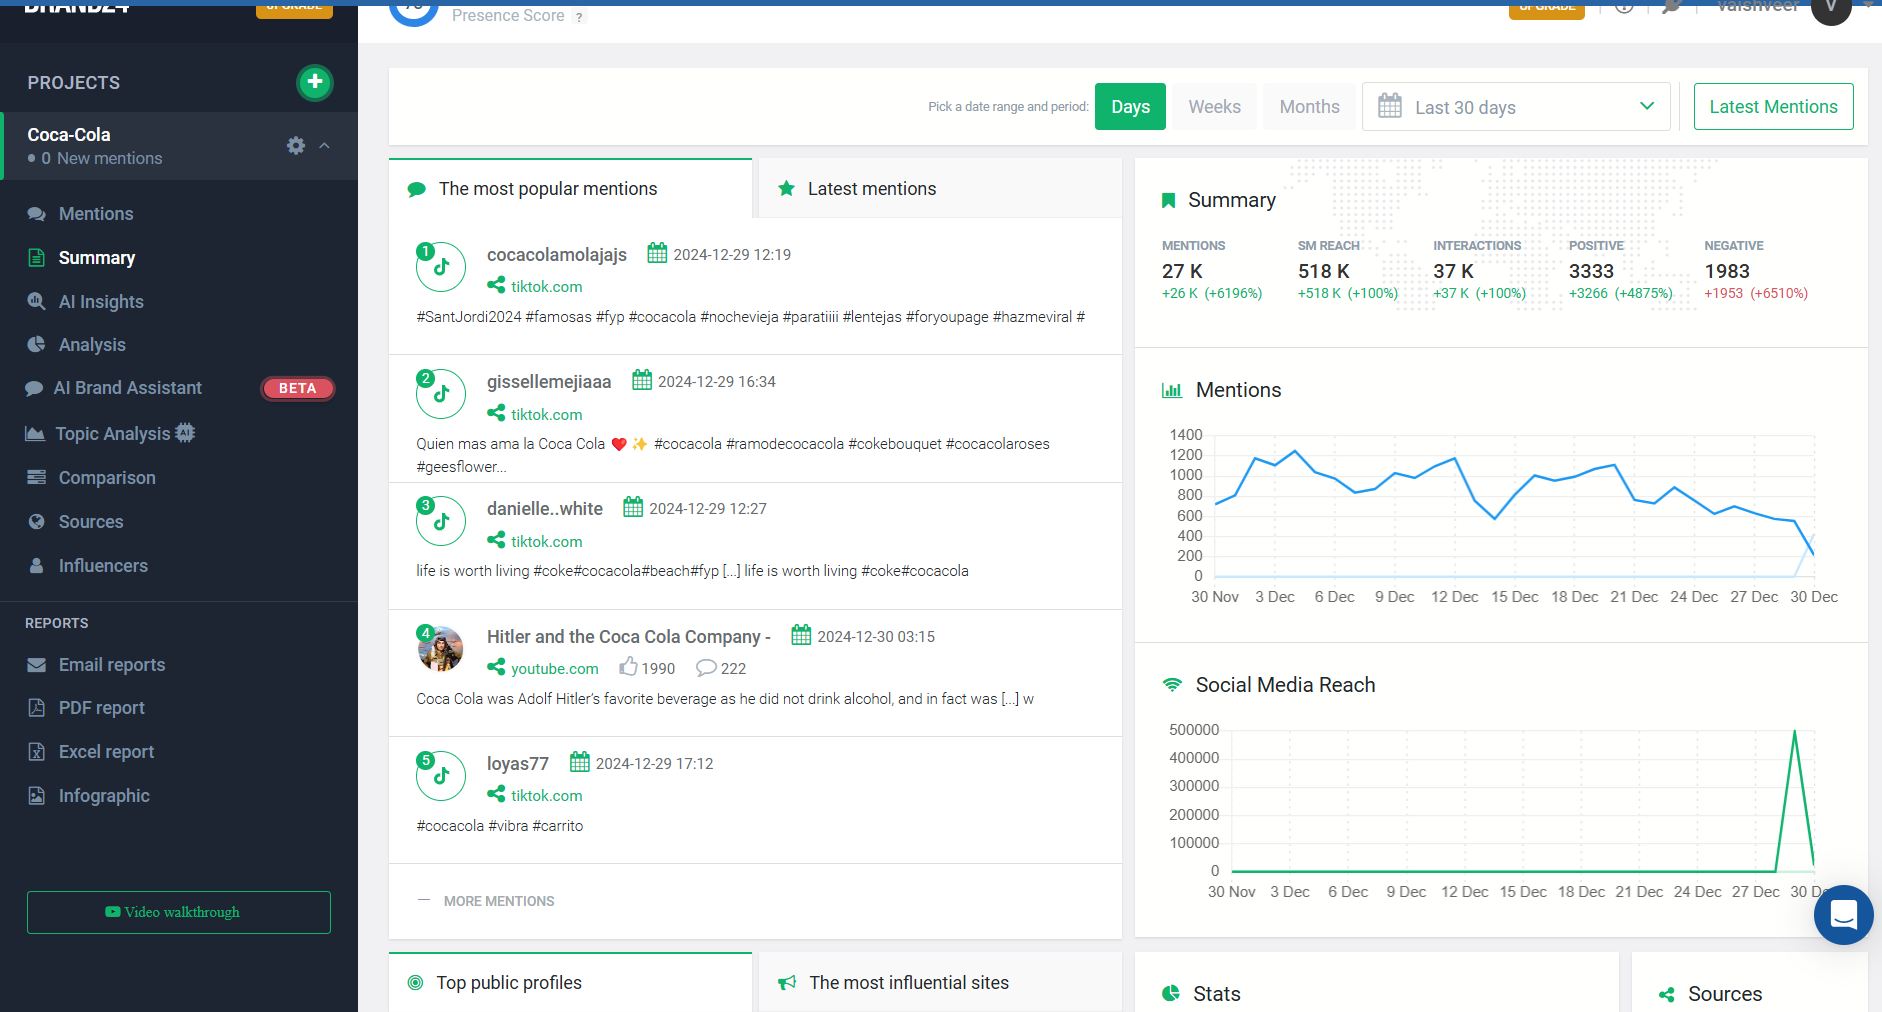 BRAND24
UPGRADE
Presence Score ?
UPGRADE
vaishveer
V
PROJECTS
Coca-Cola
0 New mentions
Mentions
Summary
AI Insights
Analysis
AI Brand Assistant BETA
Topic Analysis AI
Comparison
Sources
Influencers
REPORTS
Email reports
PDF report
Excel report
Infographic
Video walkthrough
Pick a date range and period: Days Weeks Months Last 30 days Latest Mentions
The most popular mentions
Latest mentions
1 cocacolamolajajs 2024-12-29 12:19
tiktok.com
#SantJordi2024 #famosas #fyp #cocacola #nochevieja #paratiiii #lentejas #foryoupage #hazmeviral #
2 gissellemejiaaa 2024-12-29 16:34
tiktok.com
Quien mas ama la Coca Cola ❤️✨ #cocacola #ramodecocacola #cokebouquet #cocacolaroses
#geesflower...
3 danielle..white 2024-12-29 12:27
tiktok.com
life is worth living #coke#cocacola#beach#fyp [...] life is worth living #coke#cocacola
4 Hitler and the Coca Cola Company - 2024-12-30 03:15
youtube.com 1990 222
Coca Cola was Adolf Hitler's favorite beverage as he did not drink alcohol, and in fact was [...] w
5 loyas77 2024-12-29 17:12
tiktok.com
#cocacola #vibra #carrito
MORE MENTIONS
Top public profiles
The most influential sites
Summary
MENTIONS SM REACH INTERACTIONS POSITIVE NEGATIVE
27 K 518 K 37 K 3333 1983
+26 K (+6196%) +518 K (+100%) +37 K (+100%) +3266 (+4875%) +1953 (+6510%)
Mentions
1400
1200
1000
800
600
400
200
0
30 Nov 3 Dec 6 Dec 9 Dec 12 Dec 15 Dec 18 Dec 21 Dec 24 Dec 27 Dec 30 Dec
Social Media Reach
500000
400000
300000
200000
100000
0
30 Nov 3 Dec 6 Dec 9 Dec 12 Dec 15 Dec 18 Dec 21 Dec 24 Dec 27 Dec 30 D
Stats
Sources